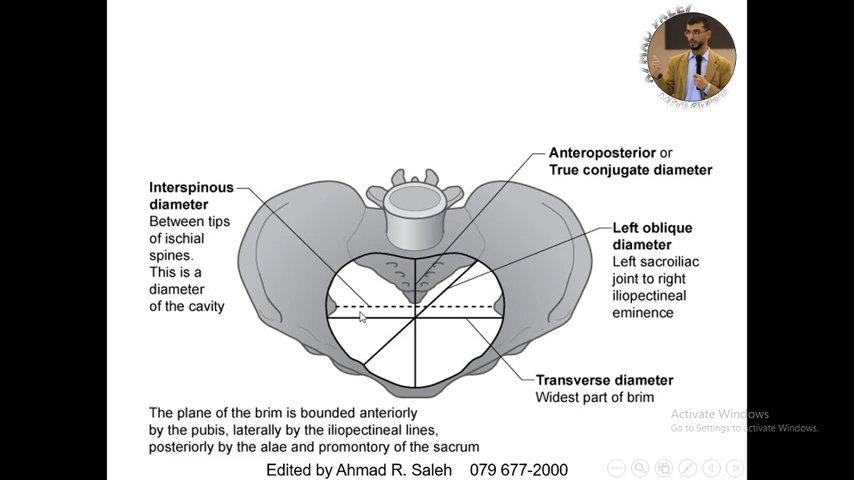 Anteroposterior or
True conjugate diameter
Interspinous
diameter
Between tips
of ischial
spines.
This is a
diameter
of the cavity
Left oblique
diameter
Left sacroiliac
joint to right
iliopectineal
eminence
Transverse diameter
Widest part of brim
The plane of the brim is bounded anteriorly
by the pubis, laterally by the iliopectineal lines,
posteriorly by the alae and promontory of the sacrum
Edited by Ahmad R. Saleh 079 677-2000
Activate Windows
Go to Settings to activate Windows.